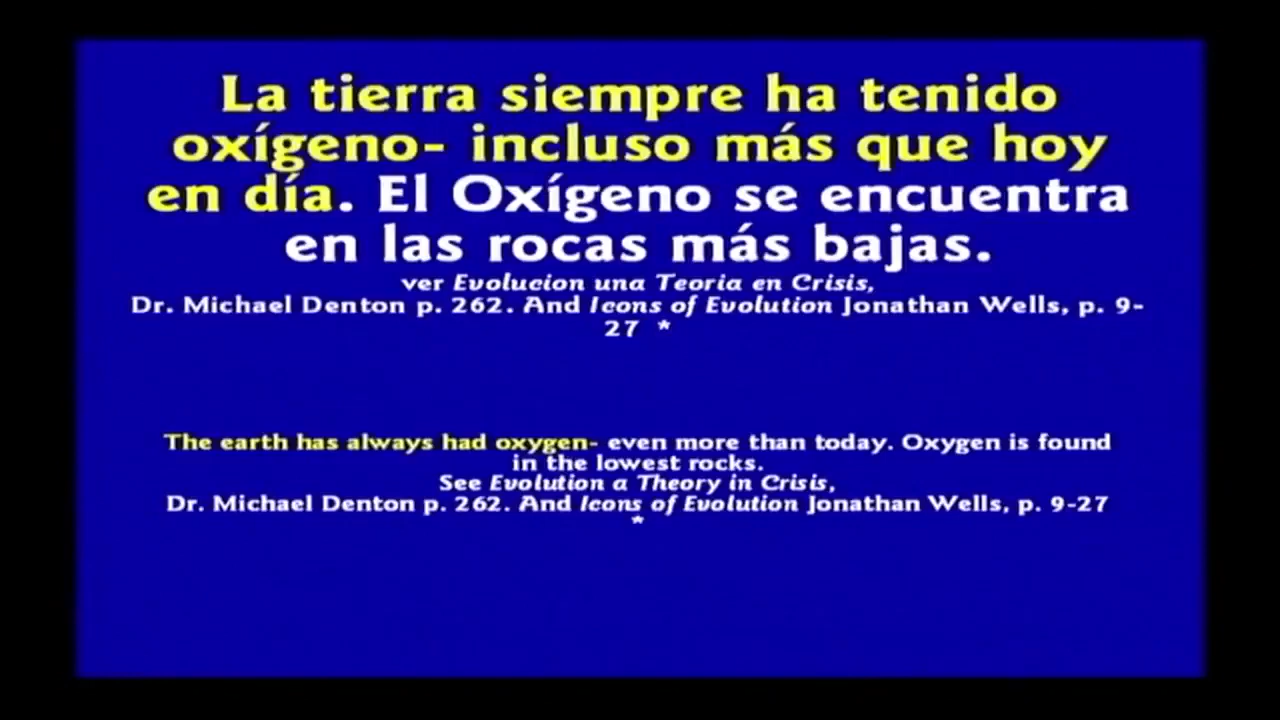 La tierra siempre ha tenido
oxígeno- incluso más que hoy
en día. El Oxígeno se encuentra
en las rocas más bajas.
ver Evolucion una Teoria en Crisis,
Dr. Michael Denton p. 262. And Icons of Evolution Jonathan Wells, p. 9-
27 *
The earth has always had oxygen- even more than today. Oxygen is found
in the lowest rocks.
See Evolution a Theory in Crisis,
Dr. Michael Denton p. 262. And Icons of Evolution Jonathan Wells, p. 9-27
*